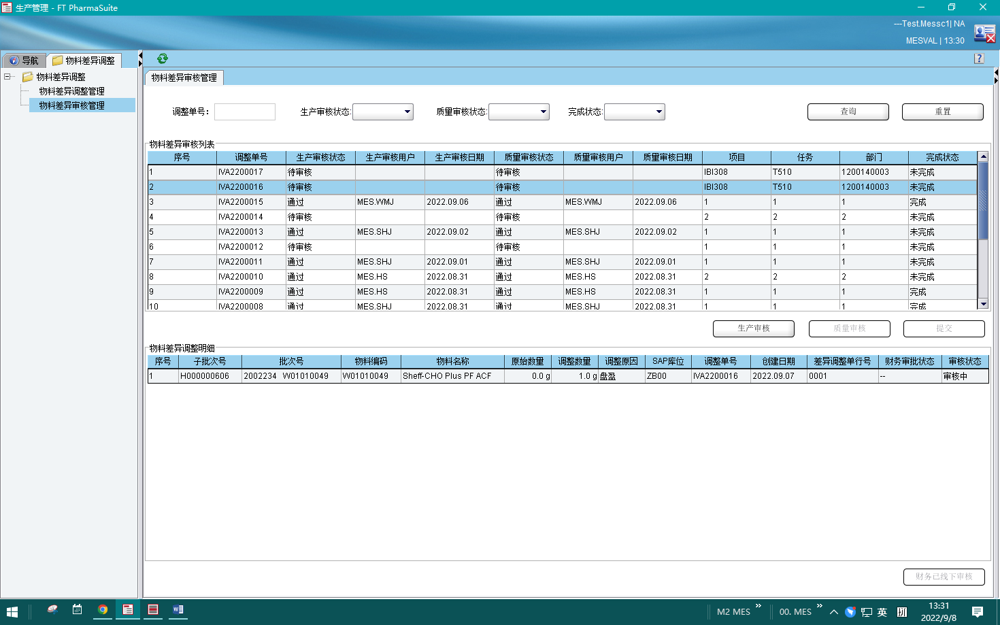 生产管理 - FT PharmaSuite
---Test.Messc1| NA
MESVAL | 13:30
导航 物料差异调整
物料差异调整
物料差异调整管理
物料差异审核管理
?
物料差异审核管理
调整单号： 生产审核状态: 质量审核状态: 完成状态: 查询 重置
物料差异审核列表
序号 调整单号 生产审核状态 生产审核用户 生产审核日期 质量审核状态 质量审核用户 质量审核日期 项目 任务 部门 完成状态
1 IVA2200017 待审核 待审核 IBI308 T510 1200140003 未完成
2 IVA2200016 待审核 待审核 IBI308 T510 1200140003 未完成
3 IVA2200015 通过 MES.WMJ 2022.09.06 通过 MES.WMJ 2022.09.06 1 1 1 完成
4 IVA2200014 待审核 待审核 2 2 2 未完成
5 IVA2200013 通过 MES.SHJ 2022.09.02 通过 MES.SHJ 2022.09.02 1 1 1 未完成
6 IVA2200012 待审核 待审核 1 1 1 未完成
7 IVA2200011 通过 MES.SHJ 2022.09.01 通过 MES.SHJ 2022.09.01 1 1 1 未完成
8 IVA2200010 通过 MES.HS 2022.08.31 通过 MES.HS 2022.08.31 2 2 2 未完成
9 IVA2200009 通过 MES.HS 2022.08.31 通过 MES.HS 2022.08.31 1 1 1 完成
10 IVA2200008 通过 MES.SHJ 2022.08.31 通过 MES.SHJ 2022.08.31 1 1 1 完成
生产审核 质量审核 提交
物料差异调整明细
序号 子批次号 批次号 物料编码 物料名称 原始数量 调整数量 调整原因 SAP库位 调整单号 创建日期 差异调整单行号 财务审批状态 审核状态
1 H000000606 2002234 W01010049 W01010049 Sheff-CHO Plus PF ACF 0.0 g 1.0 g 盘盈 ZB00 IVA2200016 2022.09.07 0001 -- 审核中
财务已线下审核
M2 MES » 00. MES » 英 拼 13:31
2022/9/8